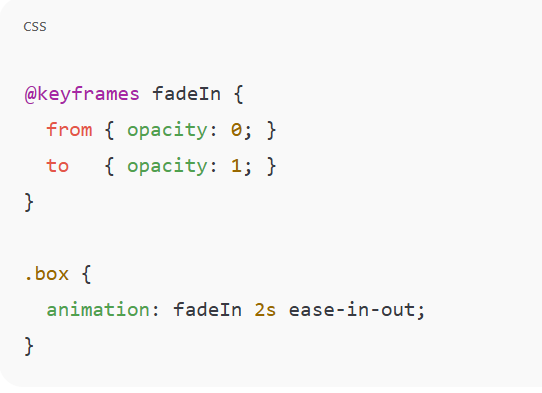 CSS
@keyframes fadeIn {
  from { opacity: 0; }
  to   { opacity: 1; }
}
.box {
  animation: fadeIn 2s ease-in-out;
}